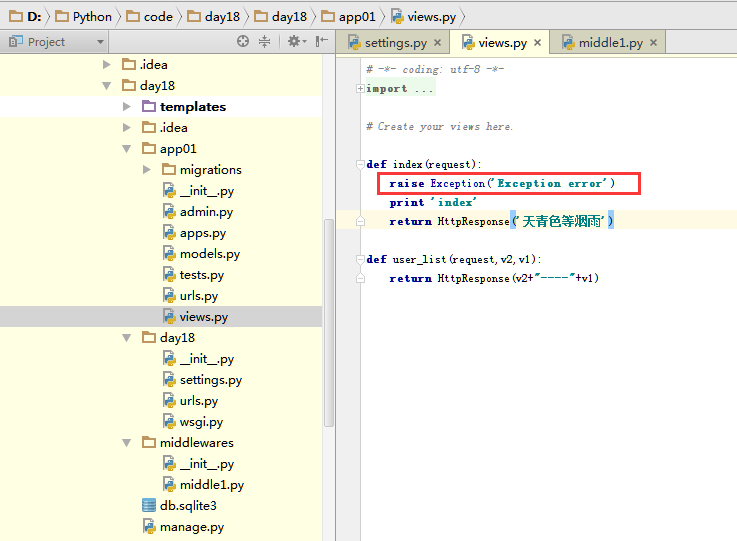 D: Python code day18 day18 app01 views.py
Project
settings.py views.py middle1.py
.idea
day18
templates
.idea
app01
migrations
__init__.py
admin.py
apps.py
models.py
tests.py
urls.py
views.py
day18
__init__.py
settings.py
urls.py
wsgi.py
middlewares
__init__.py
middle1.py
db.sqlite3
manage.py
# -*- coding: utf-8 -*-
import ...
# Create your views here.
def index(request):
raise Exception('Exception error')
print 'index'
return HttpResponse('天青色等烟雨')
def user_list(request,v2,v1):
return HttpResponse(v2+"----"+v1)